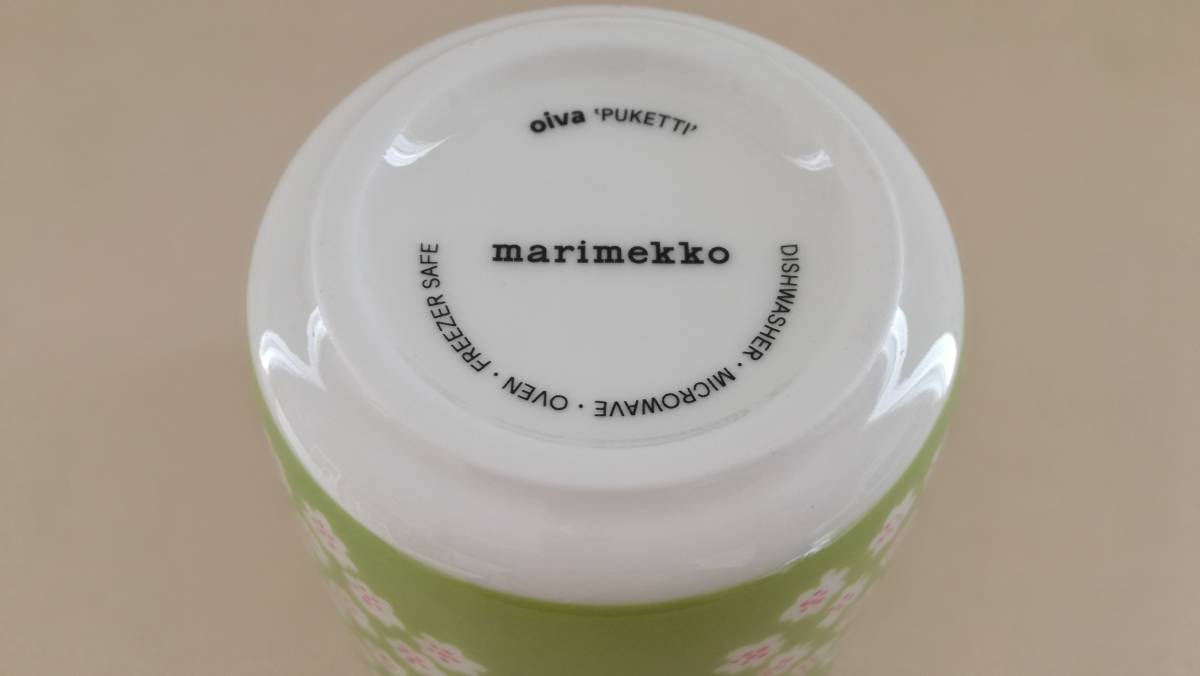 oiva 'PUKETTI'
marimekko
DISHWASHER · MICROWAVE · OVEN · FREEZER SAFE